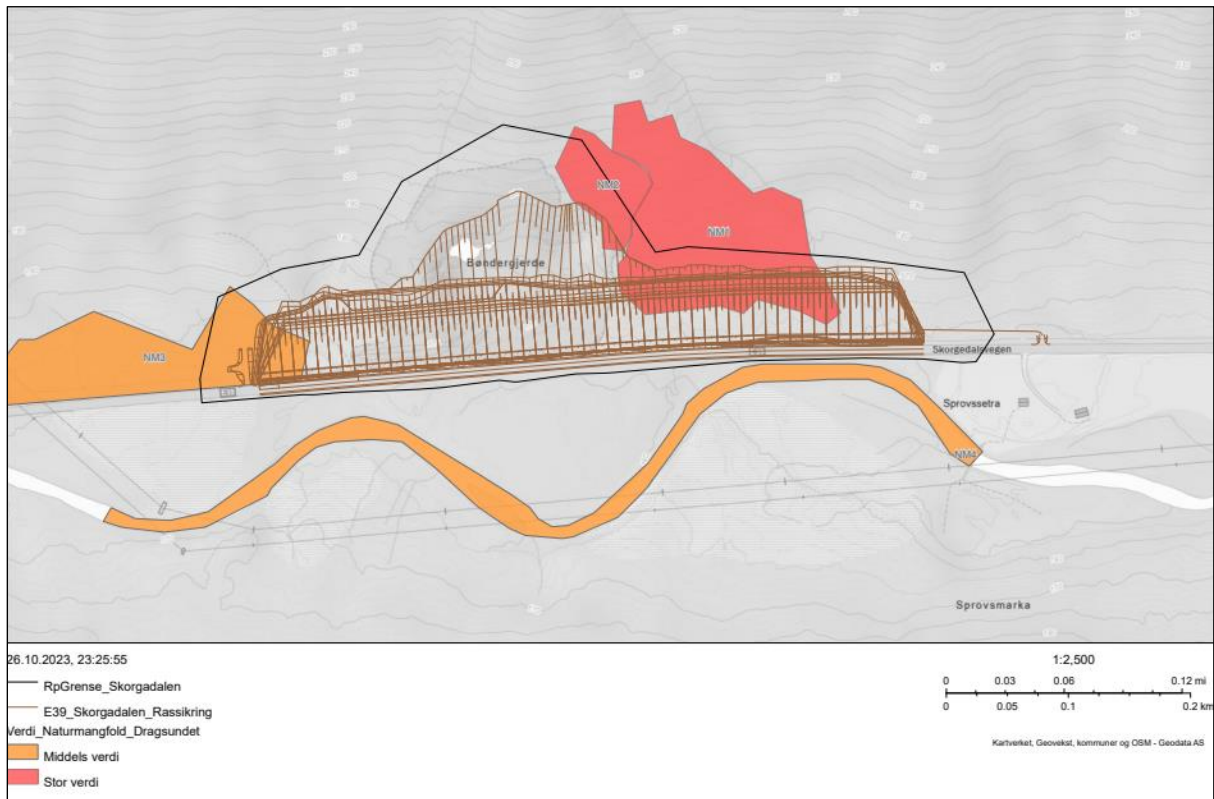 NM2
NM1
Bøndergjerde
NM3
Skorgedalsvegen
E39
Sprovssetra
NM4
Sprovsmarka
26.10.2023, 23:25:55
1:2,500
0 0.03 0.06 0.12 mi
0 0.05 0.1 0.2 km
RpGrense_Skorgadalen
E39_Skorgadalen_Rassikring
Verdi_Naturmangfold_Dragsundet
Kartverket, Geovekst, kommuner og OSM - Geodata AS
Middels verdi
Stor verdi